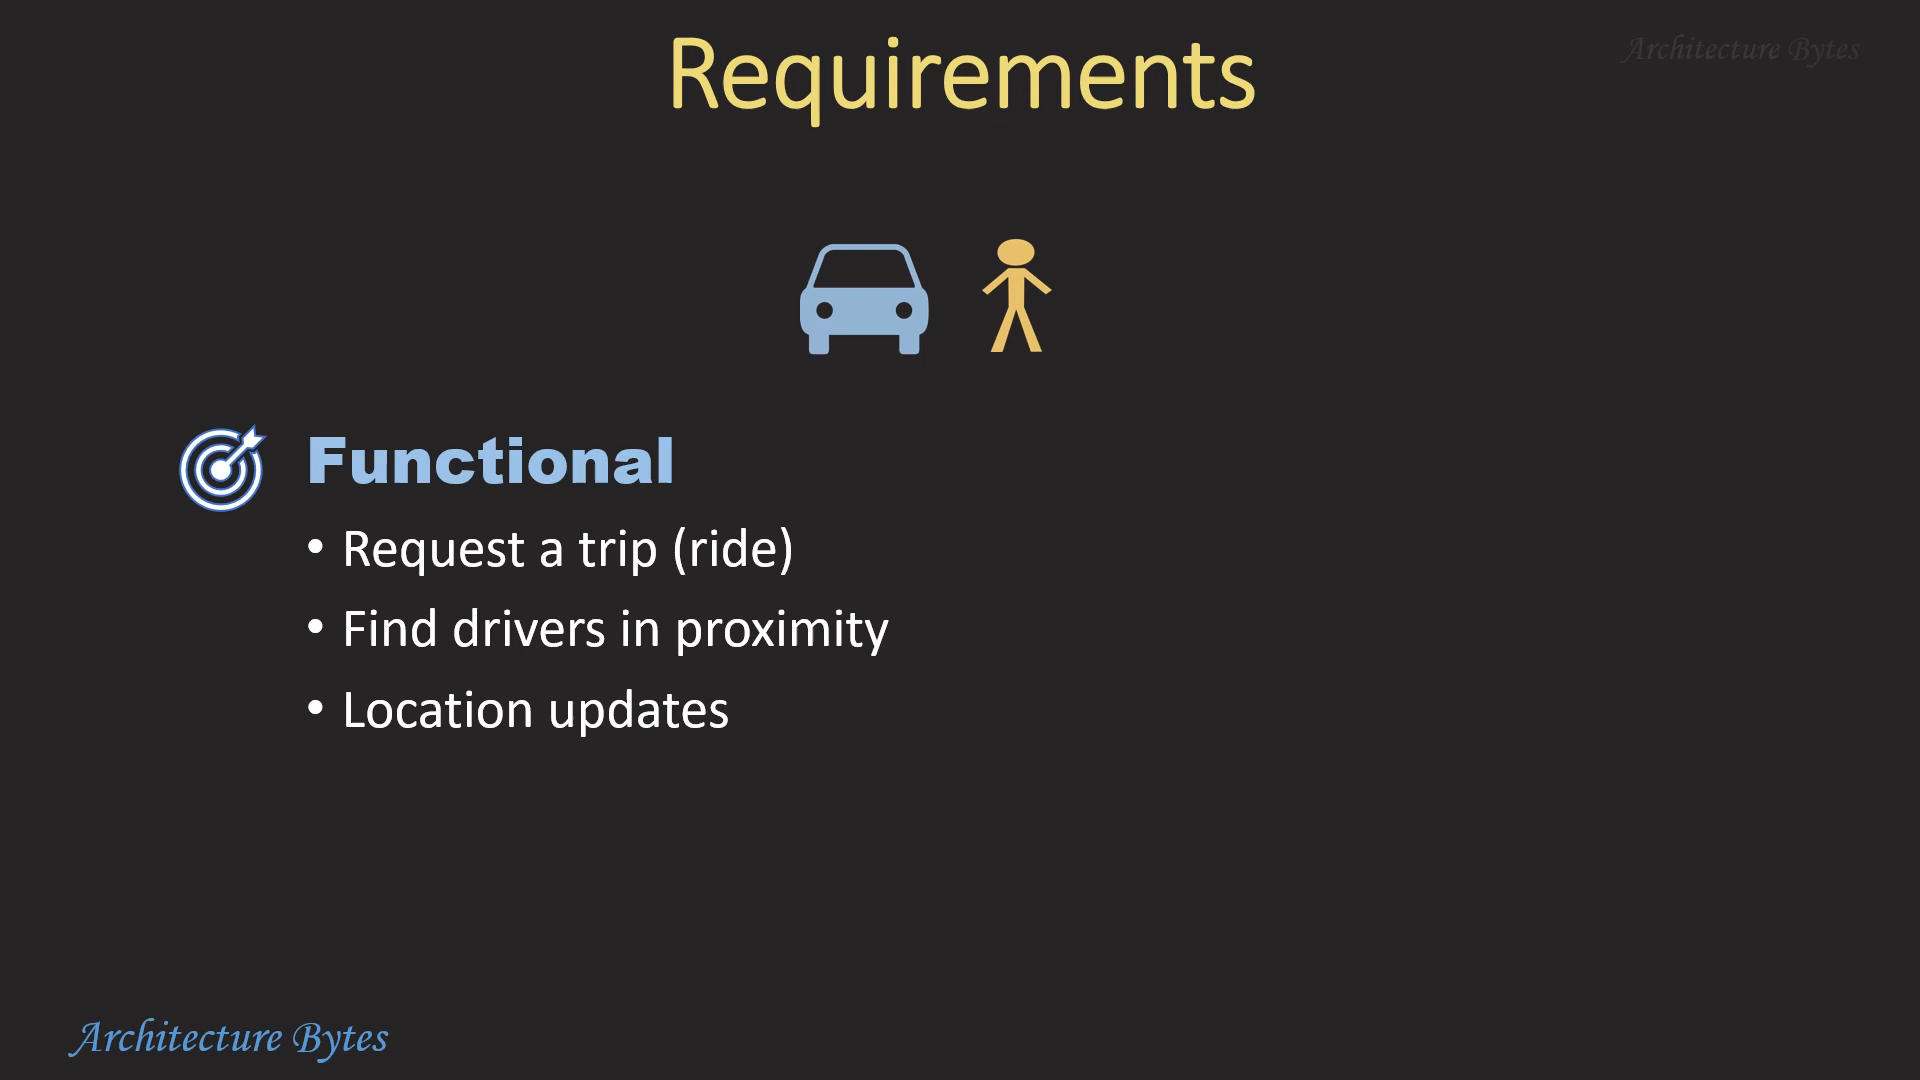 Requirements
Architecture Bytes
Functional
• Request a trip (ride)
• Find drivers in proximity
• Location updates
Architecture Bytes